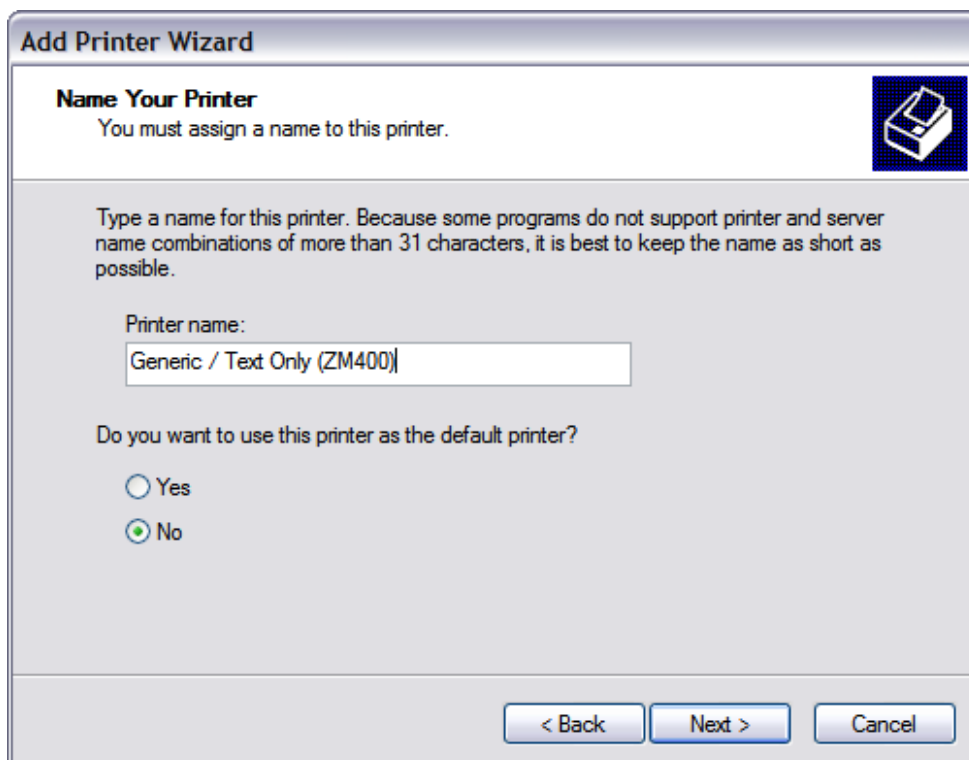 Add Printer Wizard
Name Your Printer
You must assign a name to this printer.
Type a name for this printer. Because some programs do not support printer and server
name combinations of more than 31 characters, it is best to keep the name as short as
possible.
Printer name:
Generic / Text Only (ZM400)
Do you want to use this printer as the default printer?
Yes
No
< Back Next > Cancel